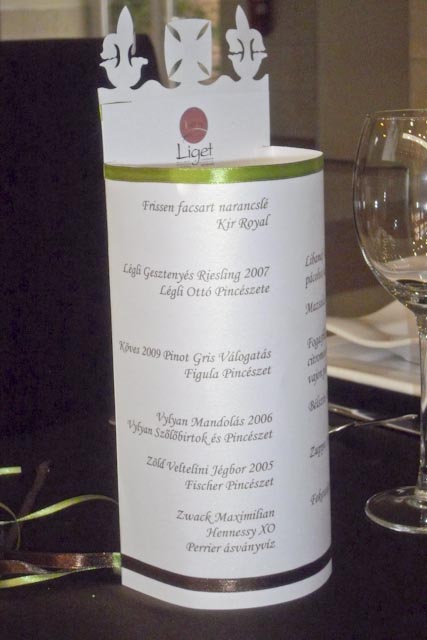 Liget
Frissen facsart narancslé
Kir Royal
Légli Gesztenyés Riesling 2007
Légli Ottó Pincészete
Köves 2009 Pinot Gris Válogatás
Figula Pincészet
Vylyan Mandolás 2006
Vylyan Szőlőbirtok és Pincészet
Zöld Veltelini Jégbor 2005
Fischer Pincészet
Zwack Maximilian
Hennessy XO
Perrier ásványvíz